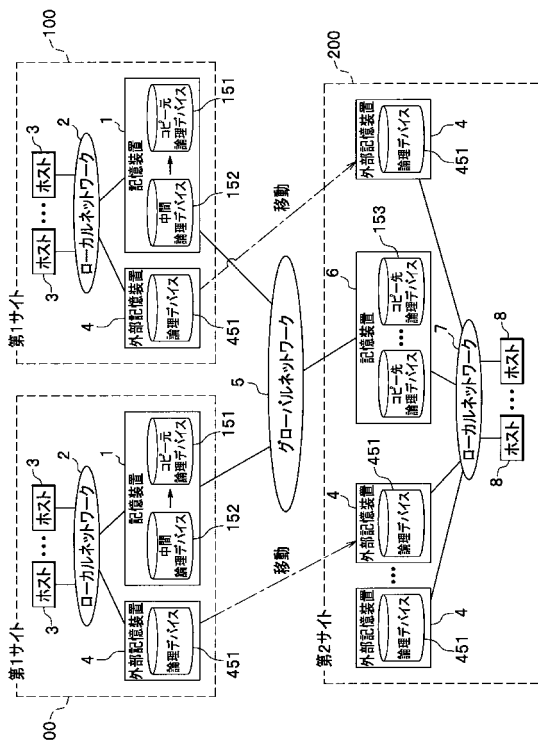 第1サイト
100
ホスト
3
ホスト
3
2
ローカルネットワーク
外部記憶装置
論理デバイス
451
4
記憶装置
1
中間
論理デバイス
152
コピー元
論理デバイス
151
00
第1サイト
ホスト
3
ホスト
3
2
ローカルネットワーク
外部記憶装置
論理デバイス
451
4
記憶装置
1
中間
論理デバイス
152
コピー元
論理デバイス
151
グローバルネットワーク
5
移動
移動
第2サイト
200
外部記憶装置
論理デバイス
451
4
外部記憶装置
論理デバイス
451
4
記憶装置
6
コピー先
論理デバイス
コピー先
論理デバイス
153
外部記憶装置
論理デバイス
451
4
ローカルネットワーク
7
ホスト
8
ホスト
8